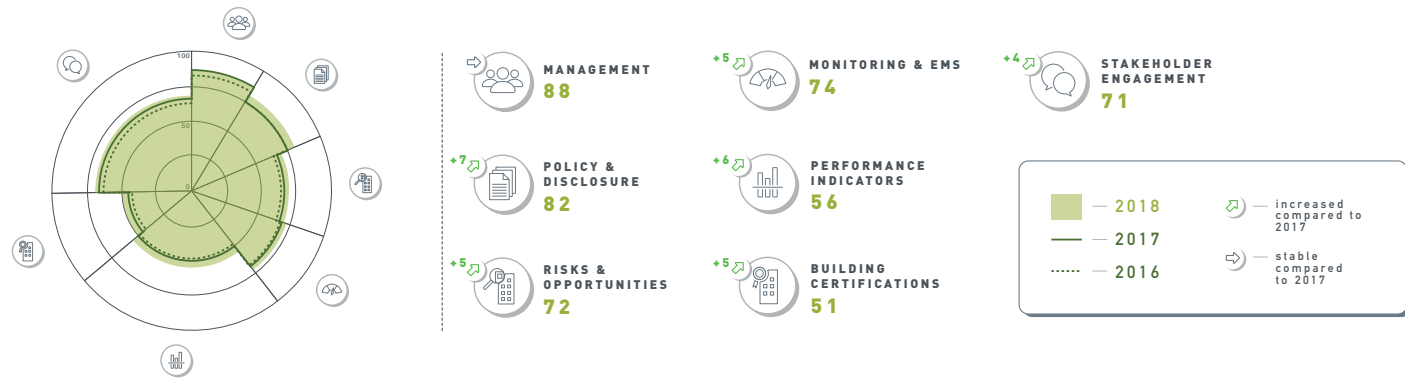 100
50
0
MANAGEMENT
88
+7
POLICY &
DISCLOSURE
82
+5
RISKS &
OPPORTUNITIES
72
+5
MONITORING & EMS
74
+6
PERFORMANCE
INDICATORS
56
+5
BUILDING
CERTIFICATIONS
51
+4
STAKEHOLDER
ENGAGEMENT
71
2018
2017
2016
increased
compared to
2017
stable
compared
to 2017